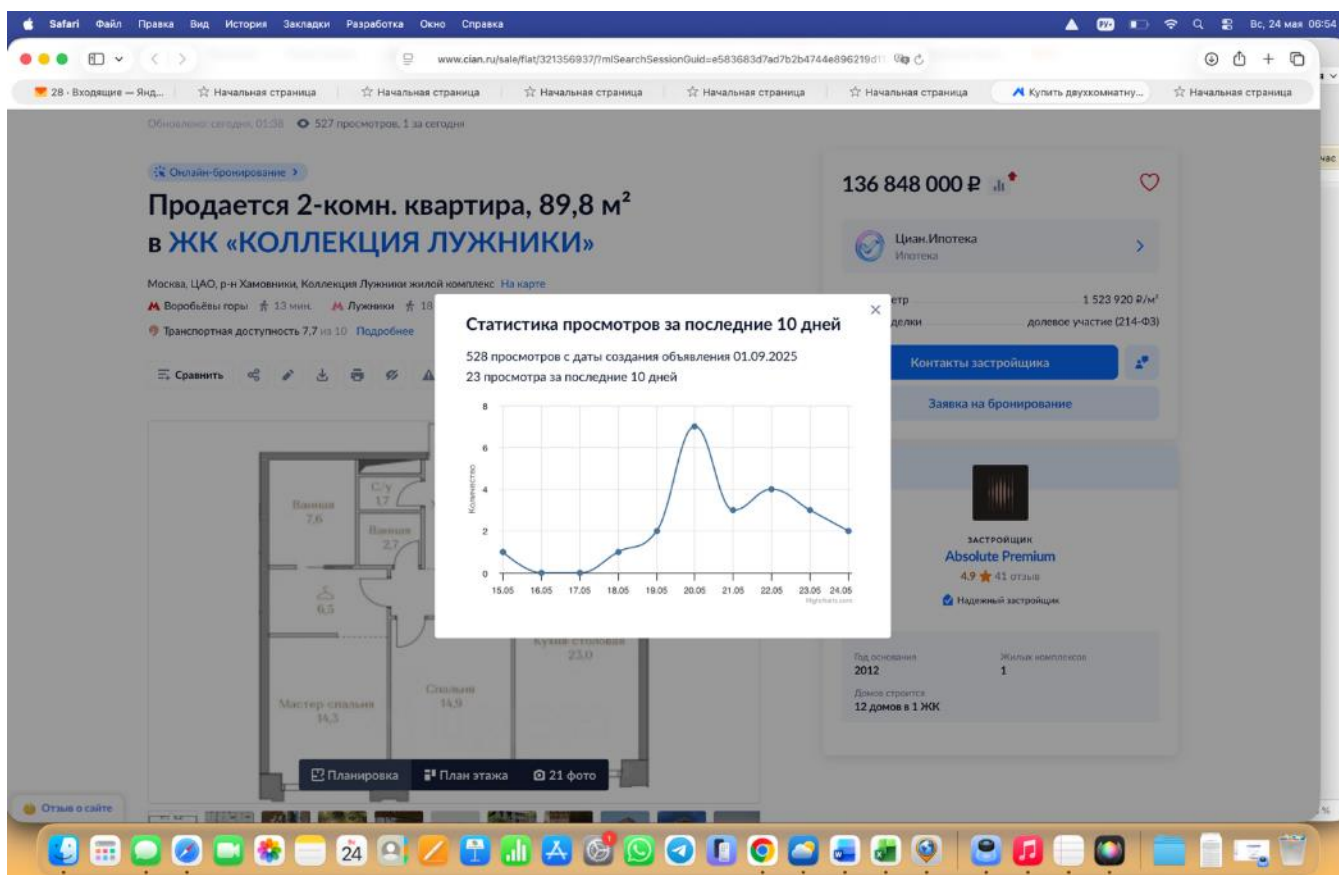 Safari Файл Правка Вид История Закладки Разработка Окно Справка
Вс, 24 мая 06:54
www.cian.ru/sale/flat/321356937/?mlSearchSessionGuid=e583683d7ad7b2b4744e896219d1
28 · Входящие — Янд...
Начальная страница
Начальная страница
Начальная страница
Начальная страница
Начальная страница
Купить двухкомнатну...
Начальная страница
Обновлено: сегодня, 01:38 527 просмотров, 1 за сегодня
Онлайн-бронирование
Продается 2-комн. квартира, 89,8 м²
в ЖК «КОЛЛЕКЦИЯ ЛУЖНИКИ»
Москва, ЦАО, р-н Хамовники, Коллекция Лужники жилой комплекс На карте
Воробьёвы горы 13 мин. Лужники 18
Транспортная доступность 7,7 из 10 Подробнее
Сравнить
136 848 000 ₽
Циан.Ипотека
Ипотека
етр 1 523 920 ₽/м²
делки долевое участие (214-ФЗ)
Контакты застройщика
Заявка на бронирование
Статистика просмотров за последние 10 дней
528 просмотров с даты создания объявления 01.09.2025
23 просмотра за последние 10 дней
Количество
8
6
4
2
0
15.05 16.05 17.05 18.05 19.05 20.05 21.05 22.05 23.05 24.05
Highcharts.com
Ванная
7,6
С/у
1,7
Ванная
2,7
6,5
Кухня-столовая
23,0
Спальня
14,9
Мастер-спальня
14,3
Планировка
План этажа
21 фото
ЗАСТРОЙЩИК
Absolute Premium
4.9 41 отзыв
Надежный застройщик
Год основания
2012
Жилых комплексов
1
Домов строится
12 домов в 1 ЖК
Отзыв о сайте
24